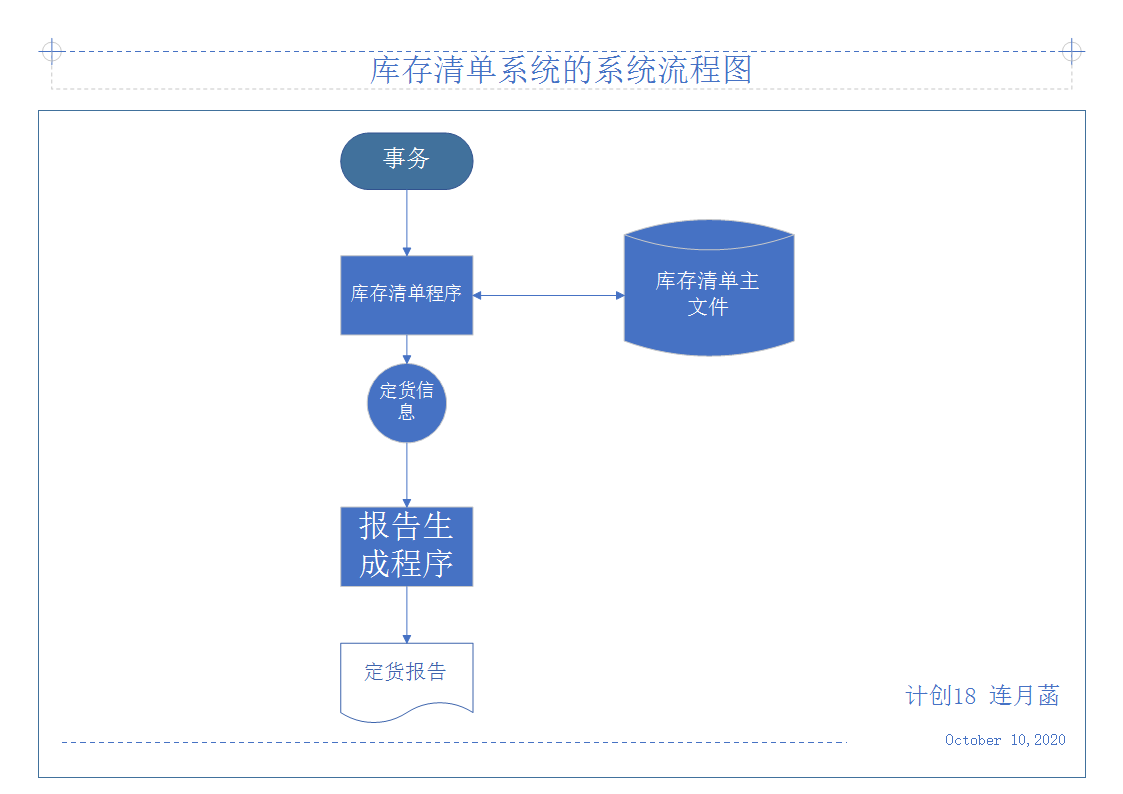 库存清单系统的系统流程图
事务
库存清单程序
库存清单主
文件
定货信
息
报告生
成程序
定货报告
计创18 连月菡
October 10,2020